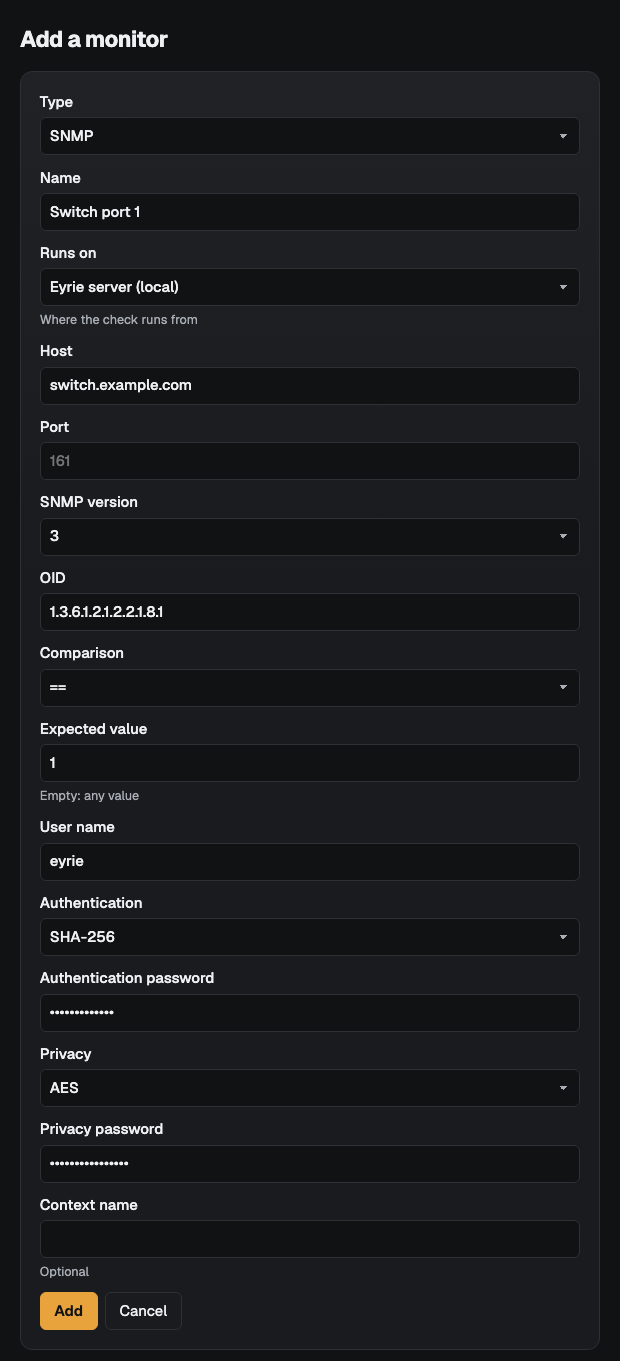 Add a monitor
Type
SNMP
Name
Switch port 1
Runs on
Eyrie server (local)
Where the check runs from
Host
switch.example.com
Port
161
SNMP version
3
OID
1.3.6.1.2.1.2.2.1.8.1
Comparison
==
Expected value
1
Empty: any value
User name
eyrie
Authentication
SHA-256
Authentication password
•••••••••••••
Privacy
AES
Privacy password
••••••••••••••••
Context name
Optional
Add
Cancel